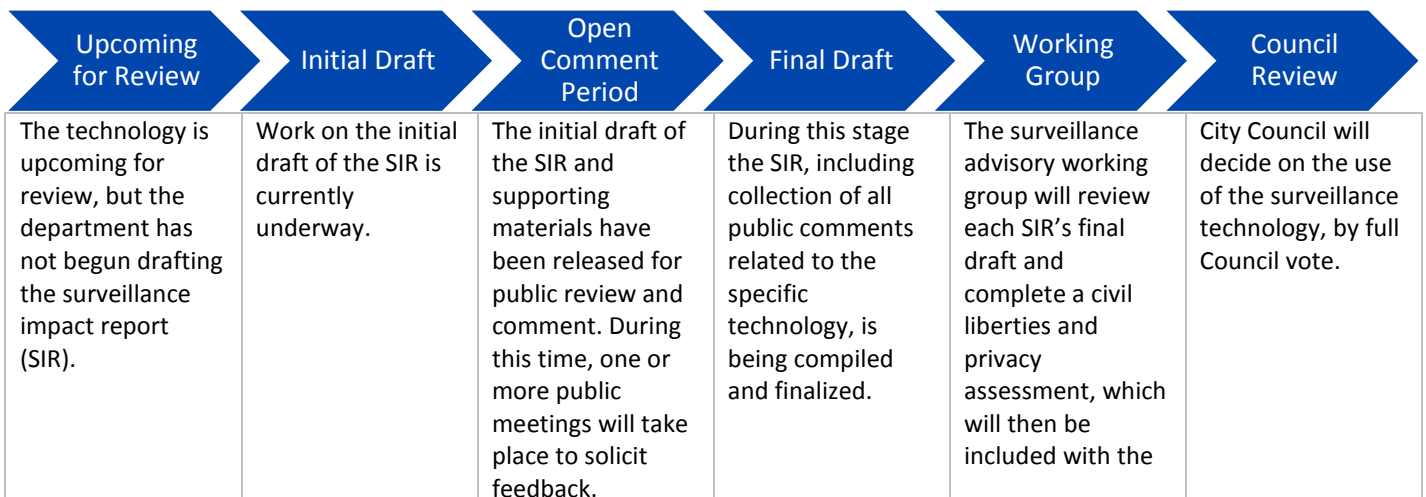 Upcoming
for Review
Initial Draft
Open
Comment
Period
Final Draft
Working
Group
Council
Review
The technology is
upcoming for
review, but the
department has
not begun drafting
the surveillance
impact report
(SIR).
Work on the initial
draft of the SIR is
currently
underway.
The initial draft of
the SIR and
supporting
materials have
been released for
public review and
comment. During
this time, one or
more public
meetings will take
place to solicit
feedback.
During this stage
the SIR, including
collection of all
public comments
related to the
specific
technology, is
being compiled
and finalized.
The surveillance
advisory working
group will review
each SIR’s final
draft and
complete a civil
liberties and
privacy
assessment, which
will then be
included with the
City Council will
decide on the use
of the surveillance
technology, by full
Council vote.